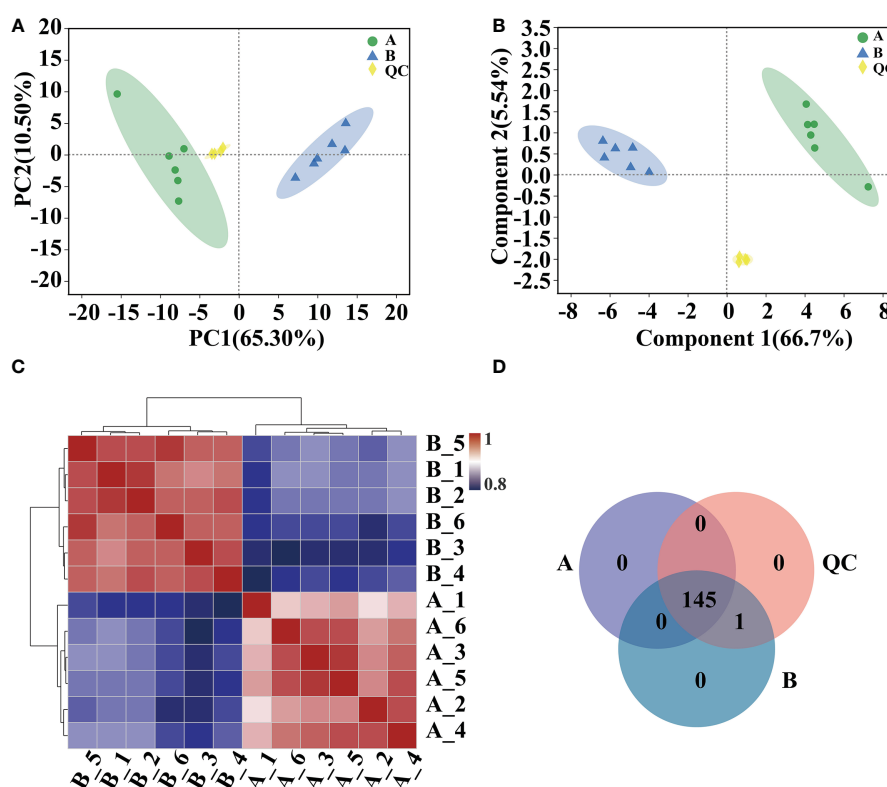 A
20
15
10
5
0
-5
-10
-15
-20
PC2(10.50%)
-20 -15 -10 -5 0 5 10 15 20
PC1(65.30%)
A
B
QC
B
3.5
3.0
2.5
2.0
1.5
1.0
0.5
0.0
-0.5
-1.0
-1.5
-2.0
-2.5
Component 2(5.54%)
-8 -6 -4 -2 0 2 4 6 8
Component 1(66.7%)
A
B
QC
C
B_5
B_1
B_2
B_6
B_3
B_4
A_1
A_6
A_3
A_5
A_2
A_4
1
0.8
B_5 B_1 B_2 B_6 B_3 B_4 A_1 A_6 A_3 A_5 A_2 A_4
D
A
QC
B
0
0
0
145
0
1
0